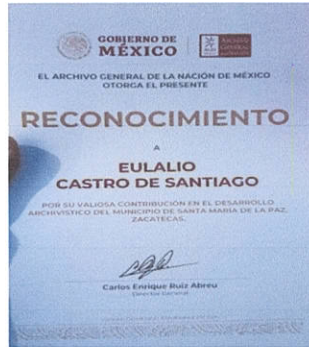 GOBIERNO DE
MÉXICO
EL ARCHIVO GENERAL DE LA NACIÓN DE MÉXICO
OTORGA EL PRESENTE
RECONOCIMIENTO
A
EULALIO
CASTRO DE SANTIAGO
POR SU VALIOSA CONTRIBUCIÓN EN EL DESARROLLO
ARCHIVÍSTICO DEL MUNICIPIO DE SANTA MARÍA DE LA PAZ,
ZACATECAS.
Carlos Enrique Ruiz Abreu
Director General